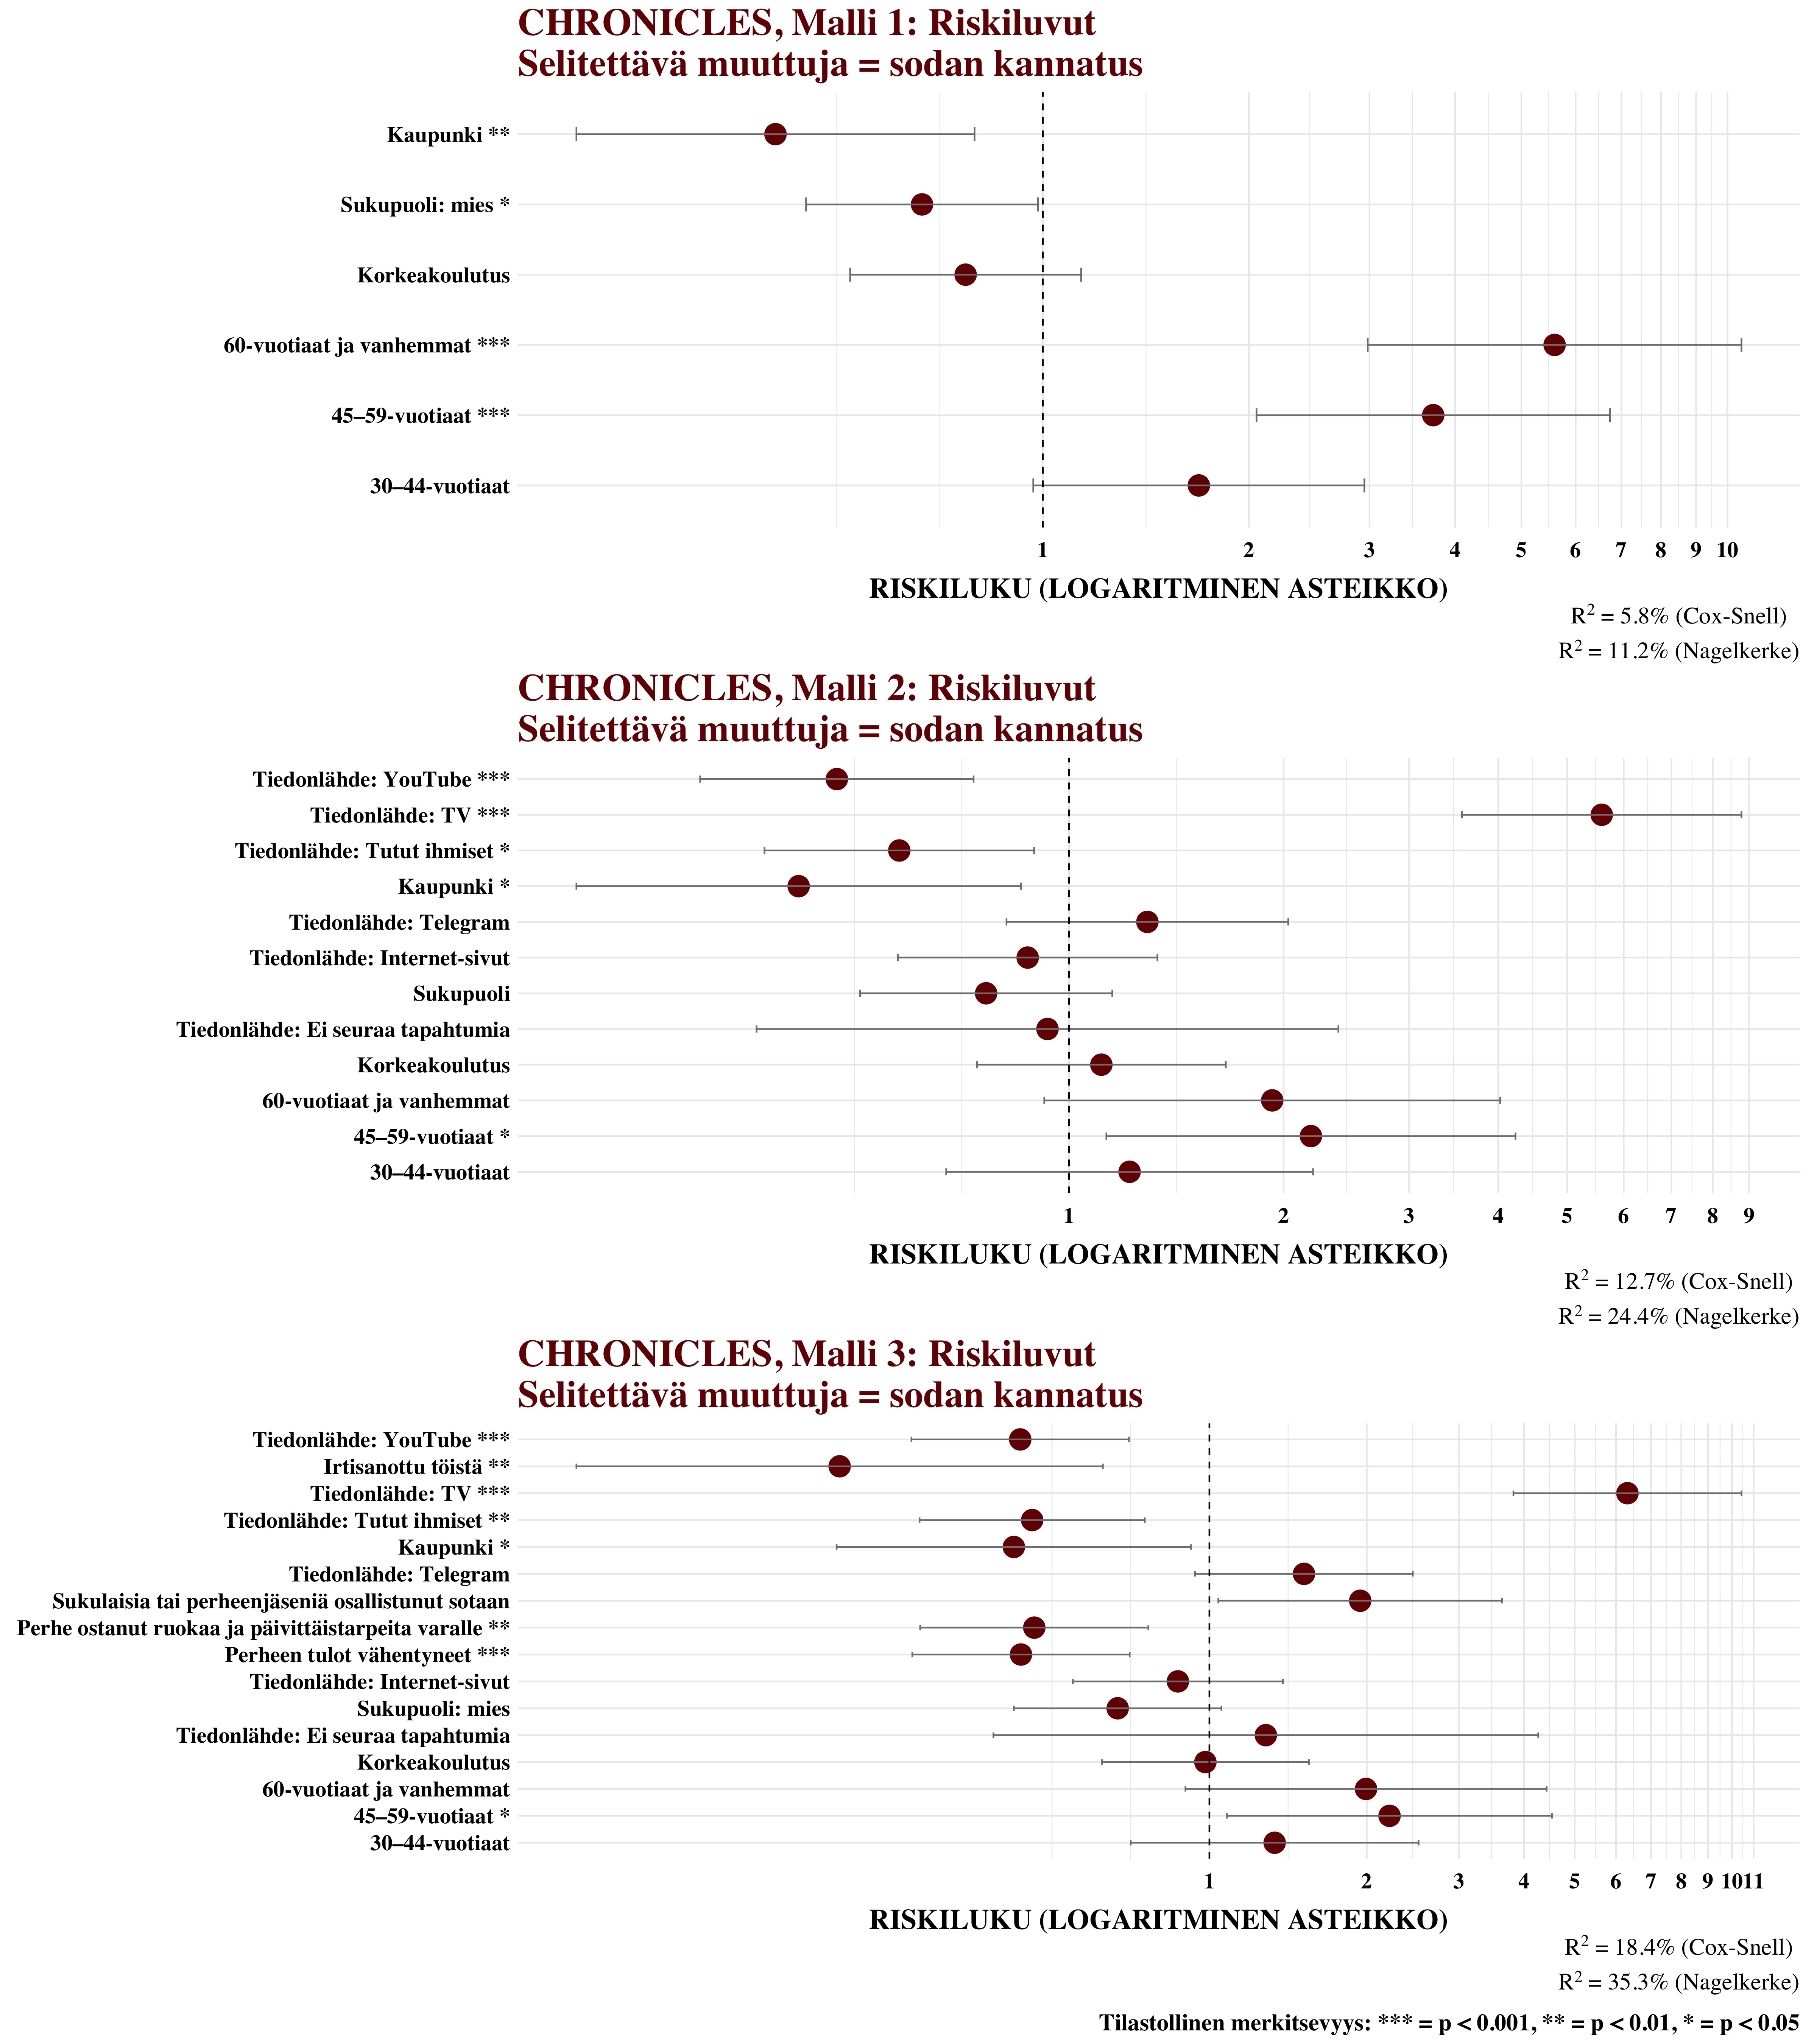 CHRONICLES, Malli 1: Riskiluvut
Selitettävä muuttuja = sodan kannatus
Kaupunki **
Sukupuoli: mies *
Korkeakoulutus
60-vuotiaat ja vanhemmat ***
45–59-vuotiaat ***
30–44-vuotiaat
1 2 3 4 5 6 7 8 9 10
RISKILUKU (LOGARITMINEN ASTEIKKO)
R² = 5.8% (Cox-Snell)
R² = 11.2% (Nagelkerke)
CHRONICLES, Malli 2: Riskiluvut
Selitettävä muuttuja = sodan kannatus
Tiedonlähde: YouTube ***
Tiedonlähde: TV ***
Tiedonlähde: Tutut ihmiset *
Kaupunki *
Tiedonlähde: Telegram
Tiedonlähde: Internet-sivut
Sukupuoli
Tiedonlähde: Ei seuraa tapahtumia
Korkeakoulutus
60-vuotiaat ja vanhemmat
45–59-vuotiaat *
30–44-vuotiaat
1 2 3 4 5 6 7 8 9
RISKILUKU (LOGARITMINEN ASTEIKKO)
R² = 12.7% (Cox-Snell)
R² = 24.4% (Nagelkerke)
CHRONICLES, Malli 3: Riskiluvut
Selitettävä muuttuja = sodan kannatus
Tiedonlähde: YouTube ***
Irtisanottu töistä **
Tiedonlähde: TV ***
Tiedonlähde: Tutut ihmiset **
Kaupunki *
Tiedonlähde: Telegram
Sukulaisia tai perheenjäseniä osallistunut sotaan
Perhe ostanut ruokaa ja päivittäistarpeita varalle **
Perheen tulot vähentyneet ***
Tiedonlähde: Internet-sivut
Sukupuoli: mies
Tiedonlähde: Ei seuraa tapahtumia
Korkeakoulutus
60-vuotiaat ja vanhemmat
45–59-vuotiaat *
30–44-vuotiaat
1 2 3 4 5 6 7 8 9 10 11
RISKILUKU (LOGARITMINEN ASTEIKKO)
R² = 18.4% (Cox-Snell)
R² = 35.3% (Nagelkerke)
Tilastollinen merkitsevyys: *** = p < 0.001, ** = p < 0.01, * = p < 0.05